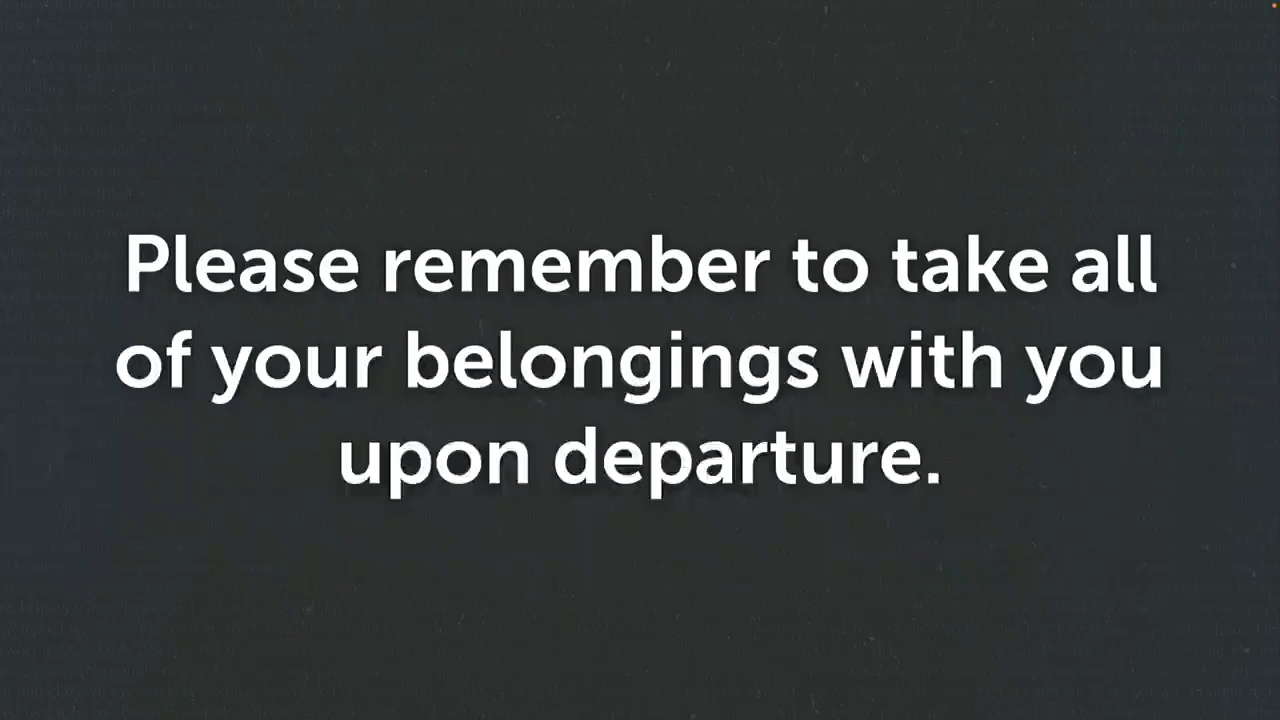 Please remember to take all
of your belongings with you
upon departure.